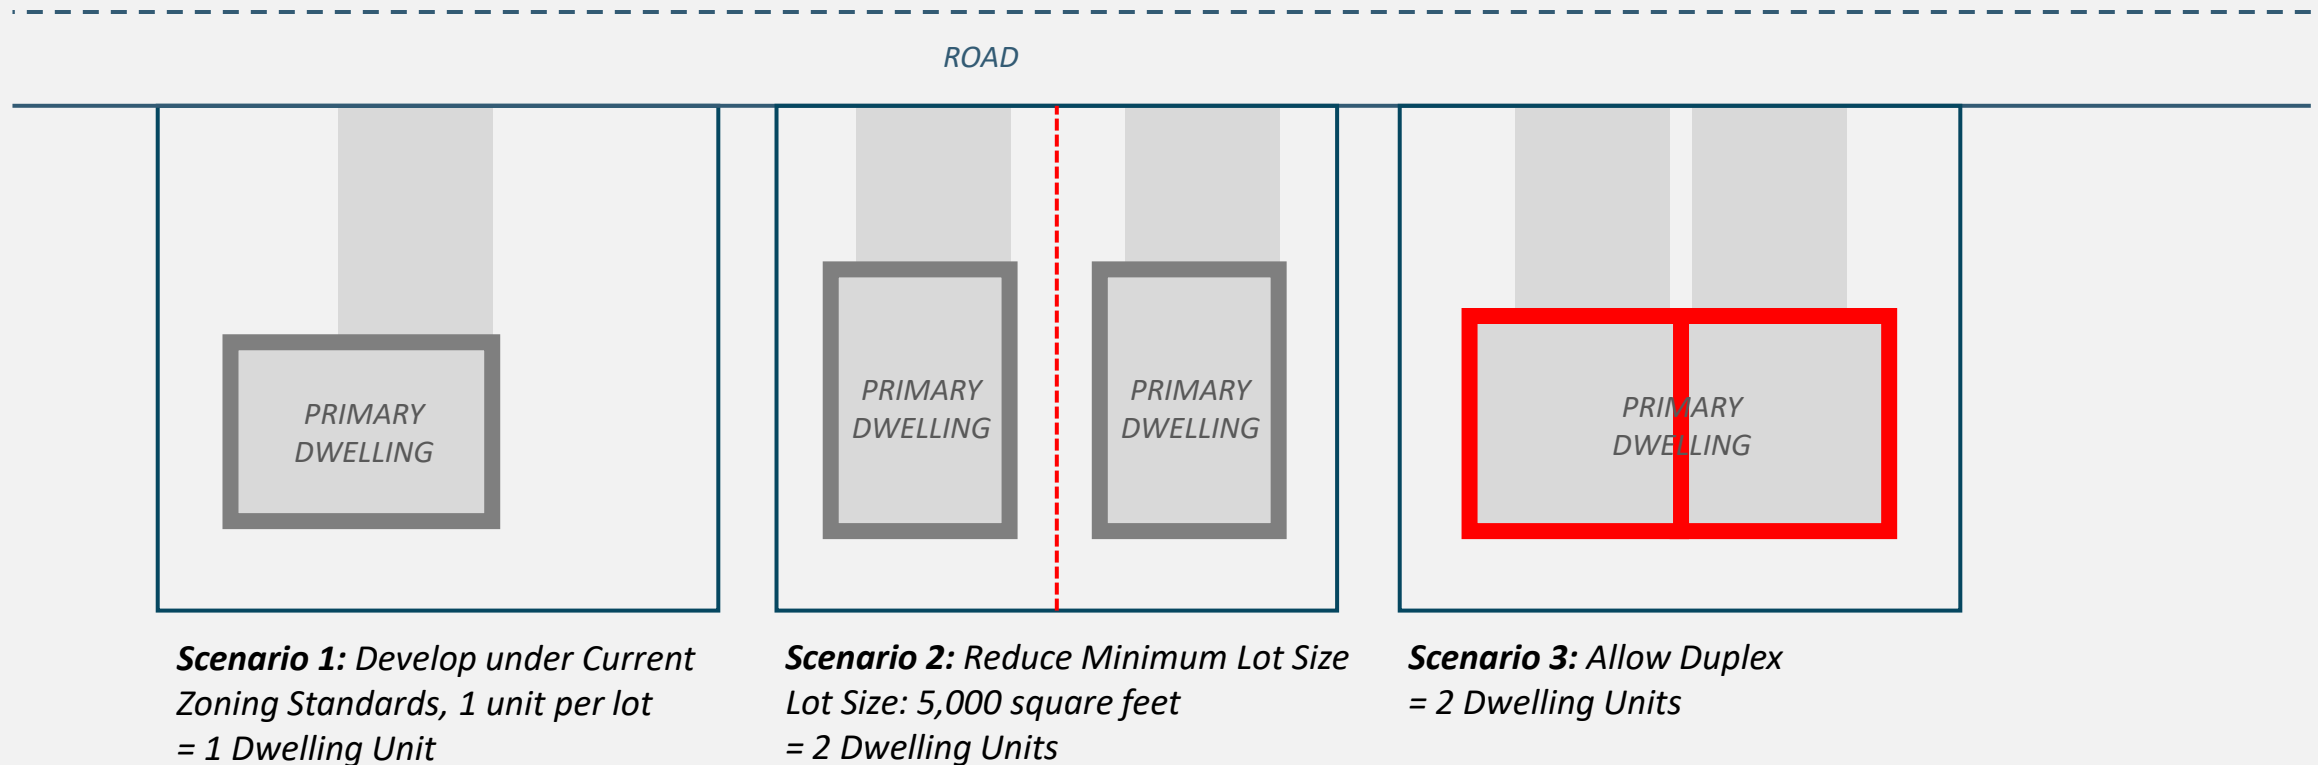 ROAD
PRIMARY
DWELLING
PRIMARY
DWELLING
PRIMARY
DWELLING
PRIMARY
DWELLING
Scenario 1: Develop under Current
Zoning Standards, 1 unit per lot
= 1 Dwelling Unit
Scenario 2: Reduce Minimum Lot Size
Lot Size: 5,000 square feet
= 2 Dwelling Units
Scenario 3: Allow Duplex
= 2 Dwelling Units